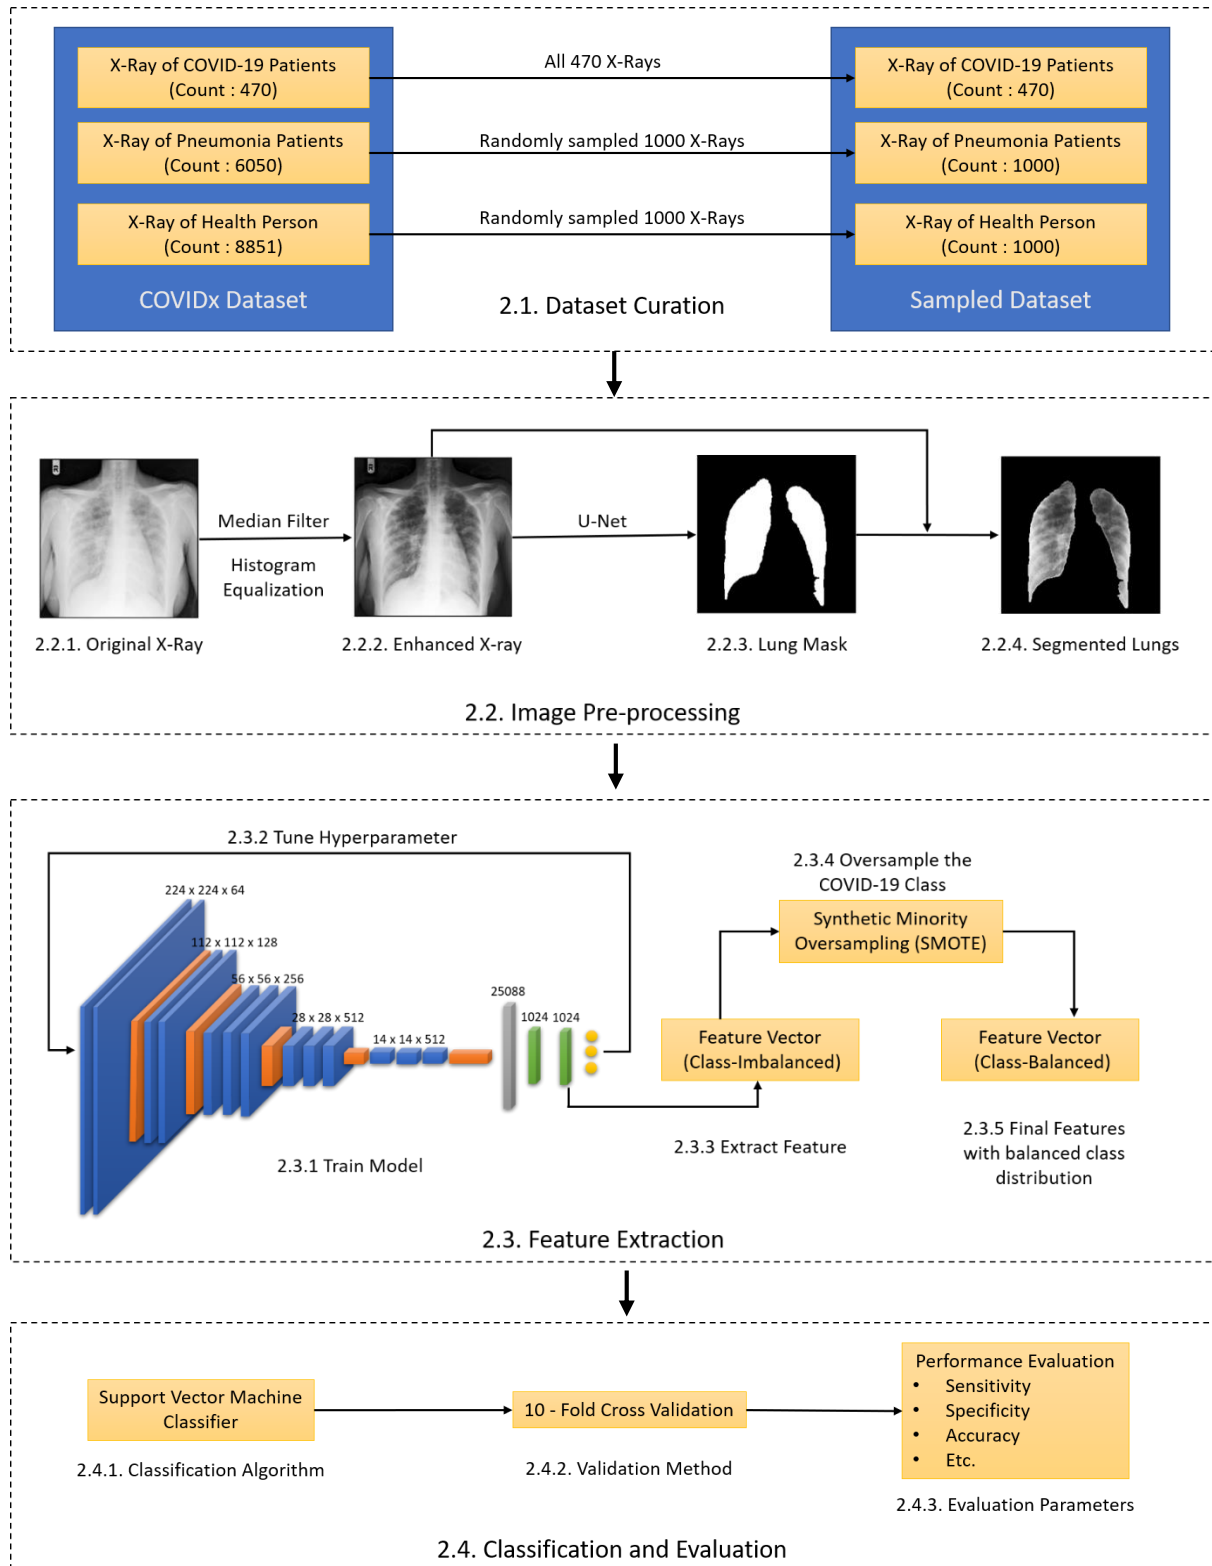 X-Ray of COVID-19 Patients
(Count : 470)
All 470 X-Rays
X-Ray of COVID-19 Patients
(Count : 470)
X-Ray of Pneumonia Patients
(Count : 6050)
Randomly sampled 1000 X-Rays
X-Ray of Pneumonia Patients
(Count : 1000)
X-Ray of Health Person
(Count : 8851)
Randomly sampled 1000 X-Rays
X-Ray of Health Person
(Count : 1000)
COVIDx Dataset
2.1. Dataset Curation
Sampled Dataset
Median Filter
Histogram
Equalization
U-Net
2.2.1. Original X-Ray
2.2.2. Enhanced X-ray
2.2.3. Lung Mask
2.2.4. Segmented Lungs
2.2. Image Pre-processing
2.3.2 Tune Hyperparameter
224 x 224 x 64
112 x 112 x 128
56 x 56 x 256
28 x 28 x 512
14 x 14 x 512
25088
1024
1024
2.3.1 Train Model
2.3.4 Oversample the
COVID-19 Class
Synthetic Minority
Oversampling (SMOTE)
Feature Vector
(Class-Imbalanced)
Feature Vector
(Class-Balanced)
2.3.3 Extract Feature
2.3.5 Final Features
with balanced class
distribution
2.3. Feature Extraction
Support Vector Machine
Classifier
10 - Fold Cross Validation
Performance Evaluation
• Sensitivity
• Specificity
• Accuracy
• Etc.
2.4.1. Classification Algorithm
2.4.2. Validation Method
2.4.3. Evaluation Parameters
2.4. Classification and Evaluation